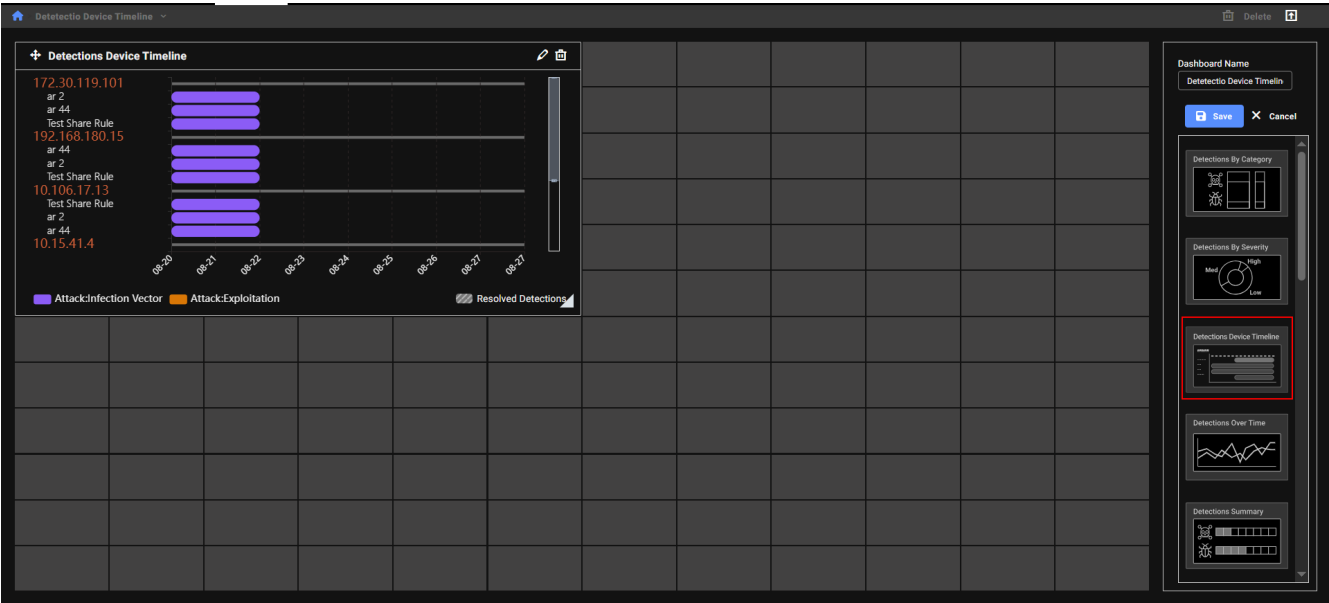 Detetectio Device Timeline
Delete
Detections Device Timeline
172.30.119.101
ar 2
ar 44
Test Share Rule
192.168.180.15
ar 44
ar 2
Test Share Rule
10.106.17.13
Test Share Rule
ar 2
ar 44
10.15.41.4
08-20 08-21 08-22 08-23 08-24 08-25 08-26 08-27 08-27
Attack:Infection Vector Attack:Exploitation Resolved Detections
Dashboard Name
Detetectio Device Timelin
Save Cancel
Detections By Category
Detections By Severity
High
Med
Low
Detections Device Timeline
Detections Over Time
Detections Summary